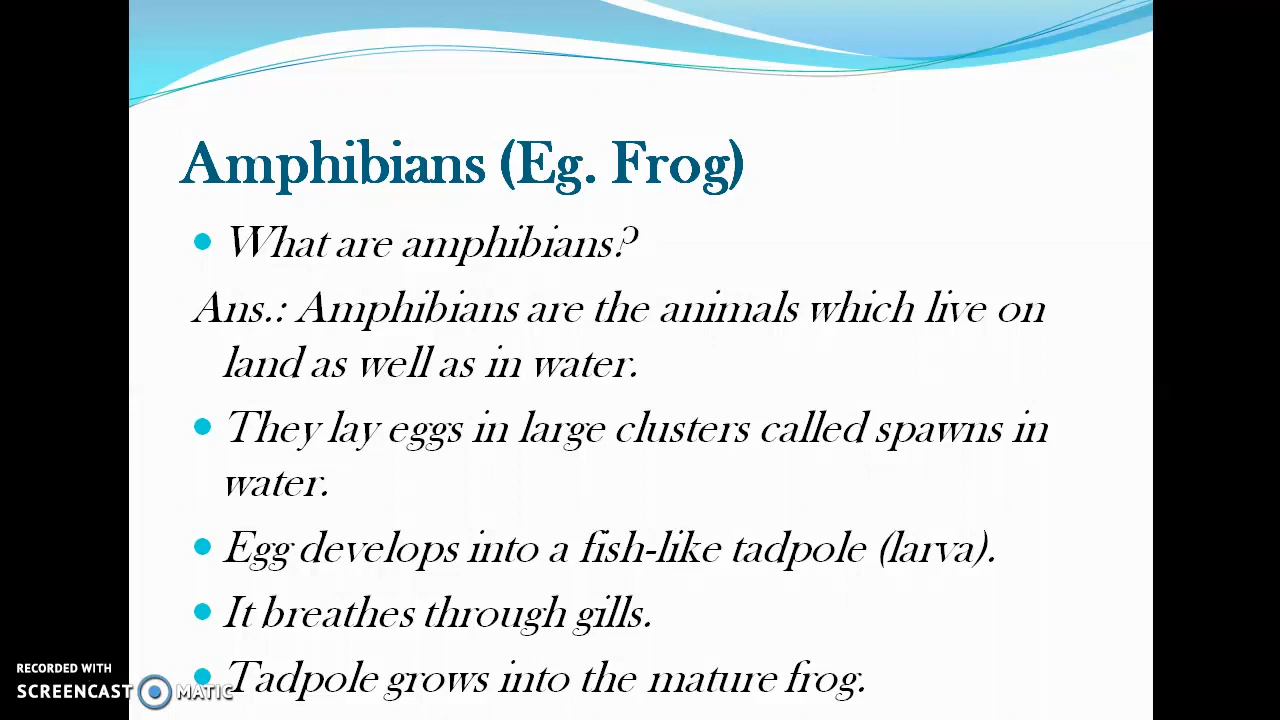 Amphibians (Eg. Frog)
What are amphibians?
Ans.: Amphibians are the animals which live on
land as well as in water.
They lay eggs in large clusters called spawns in
water.
Egg develops into a fish-like tadpole (larva).
It breathes through gills.
Tadpole grows into the mature frog.
RECORDED WITH
SCREENCAST MATIC